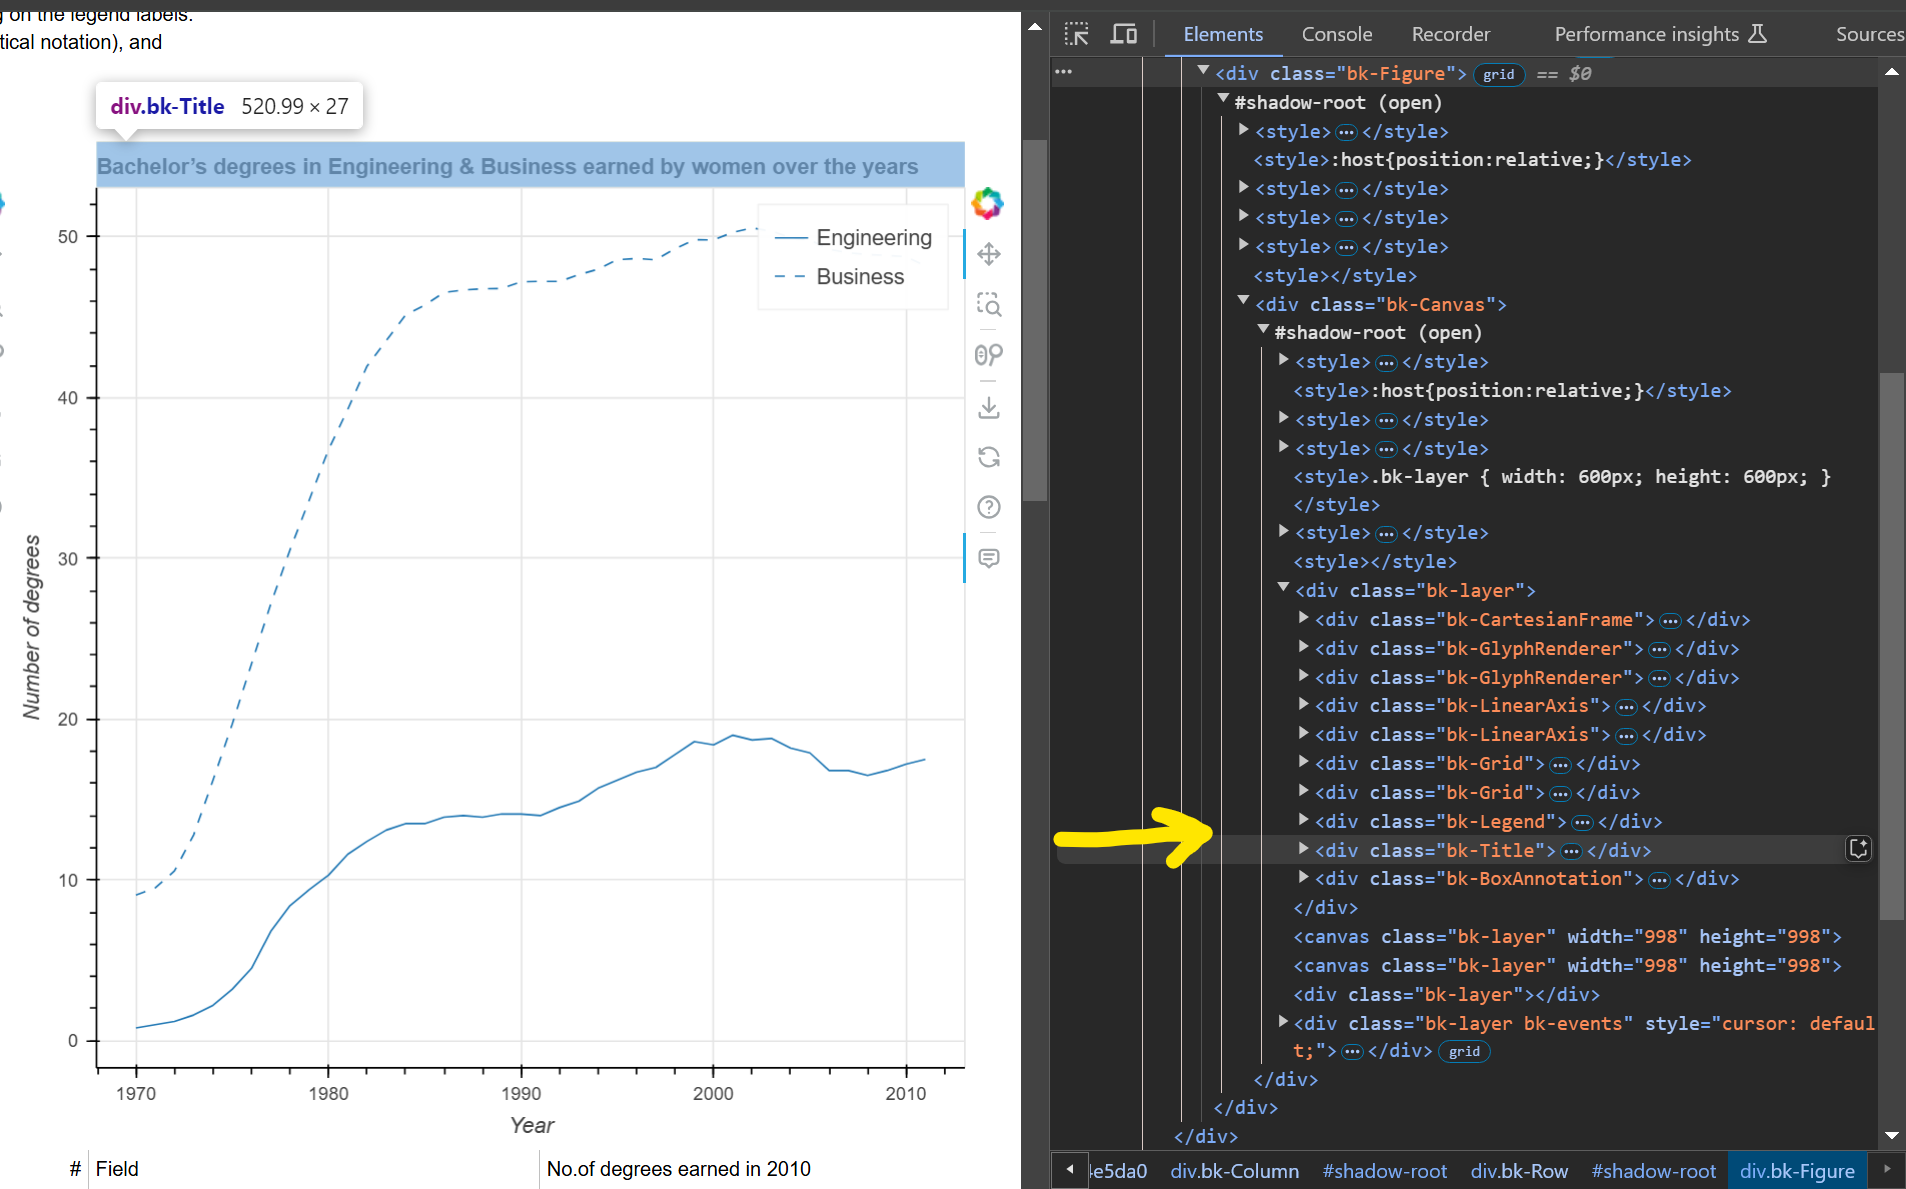 on the legend labels.
tical notation), and
div.bk-Title 520.99 × 27
Bachelor’s degrees in Engineering & Business earned by women over the years
Engineering
Business
50
40
30
20
10
0
Number of degrees
1970 1980 1990 2000 2010
Year
# Field No.of degrees earned in 2010
Elements Console Recorder Performance insights Sources
<div class="bk-Figure"> grid == $0
#shadow-root (open)
<style>…</style>
<style>:host{position:relative;}</style>
<style>…</style>
<style>…</style>
<style>…</style>
<style></style>
<div class="bk-Canvas">
#shadow-root (open)
<style>…</style>
<style>:host{position:relative;}</style>
<style>…</style>
<style>…</style>
<style>.bk-layer { width: 600px; height: 600px; }
</style>
<style>…</style>
<style></style>
<div class="bk-layer">
<div class="bk-CartesianFrame">…</div>
<div class="bk-GlyphRenderer">…</div>
<div class="bk-GlyphRenderer">…</div>
<div class="bk-LinearAxis">…</div>
<div class="bk-LinearAxis">…</div>
<div class="bk-Grid">…</div>
<div class="bk-Grid">…</div>
<div class="bk-Legend">…</div>
<div class="bk-Title">…</div>
<div class="bk-BoxAnnotation">…</div>
</div>
<canvas class="bk-layer" width="998" height="998">
<canvas class="bk-layer" width="998" height="998">
<div class="bk-layer"></div>
<div class="bk-layer bk-events" style="cursor: defaul
t;">…</div> grid
</div>
</div>
</div>
e5da0 div.bk-Column #shadow-root div.bk-Row #shadow-root div.bk-Figure